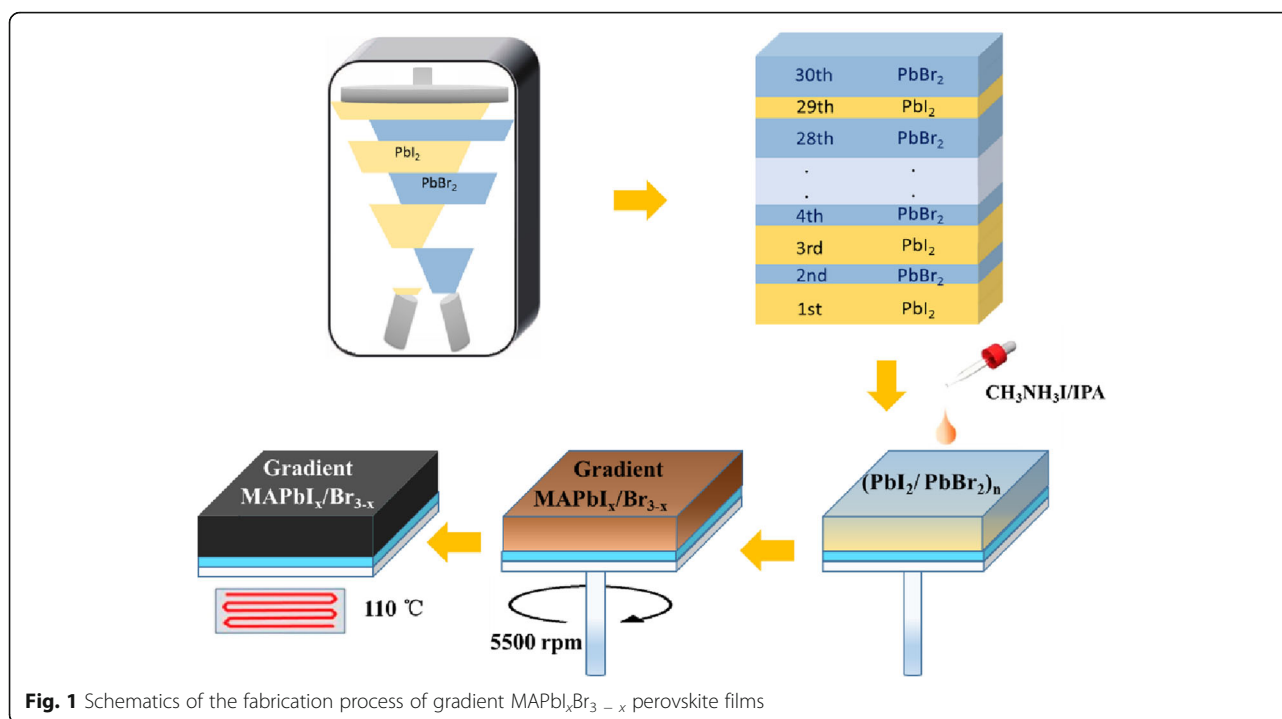 PbI₂
PbBr₂
30th PbBr₂
29th PbI₂
28th PbBr₂
. .
. .
4th PbBr₂
3rd PbI₂
2nd PbBr₂
1st PbI₂
CH₃NH₃I/IPA
Gradient
MAPbIₓ/Br₃₋ₓ
Gradient
MAPbIₓ/Br₃₋ₓ
(PbI₂/ PbBr₂)ₙ
110 ℃
5500 rpm
Fig. 1 Schematics of the fabrication process of gradient MAPbIₓBr₃ ₋ ₓ perovskite films